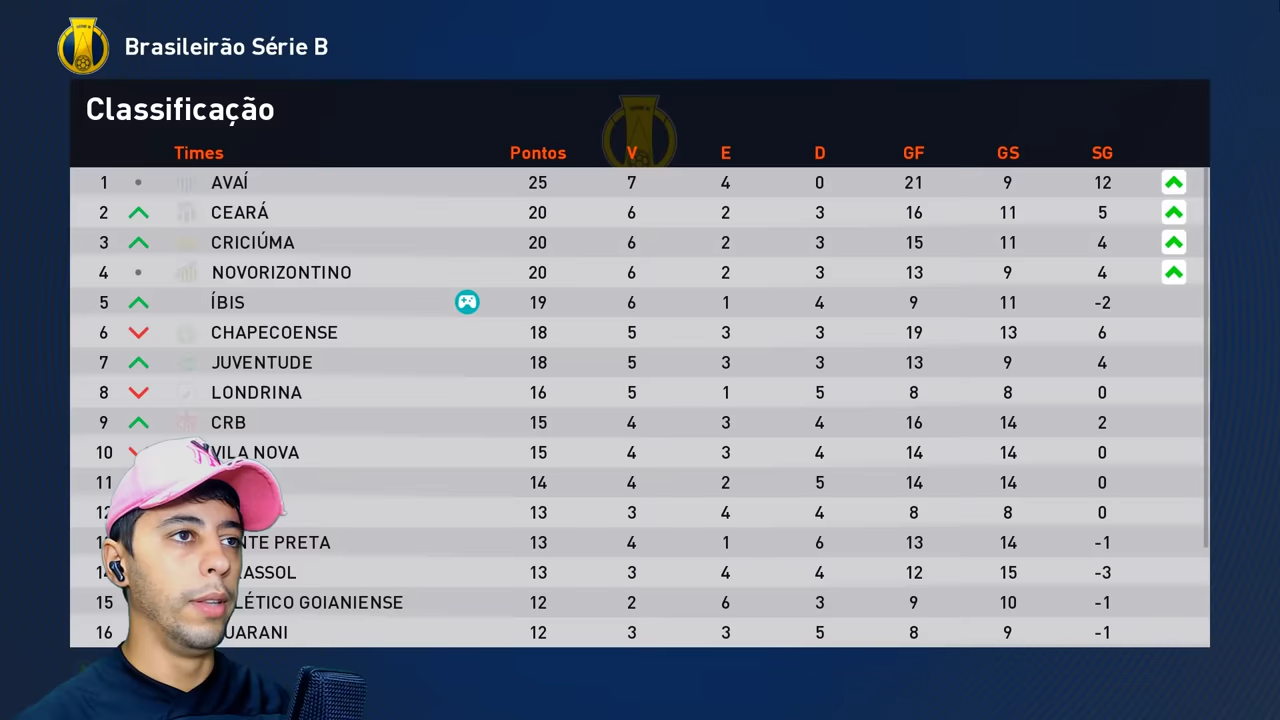 Brasileirão Série B
Classificação
Times Pontos V E D GF GS SG
1 AVAÍ 25 7 4 0 21 9 12
2 CEARÁ 20 6 2 3 16 11 5
3 CRICIÚMA 20 6 2 3 15 11 4
4 NOVORIZONTINO 20 6 2 3 13 9 4
5 ÍBIS 19 6 1 4 9 11 -2
6 CHAPECOENSE 18 5 3 3 19 13 6
7 JUVENTUDE 18 5 3 3 13 9 4
8 LONDRINA 16 5 1 5 8 8 0
9 CRB 15 4 3 4 16 14 2
10 VILA NOVA 15 4 3 4 14 14 0
11 14 4 2 5 14 14 0
12 13 3 4 4 8 8 0
NTE PRETA 13 4 1 6 13 14 -1
14 ASSOL 13 3 4 4 12 15 -3
15 LÉTICO GOIANIENSE 12 2 6 3 9 10 -1
16 UARANI 12 3 3 5 8 9 -1